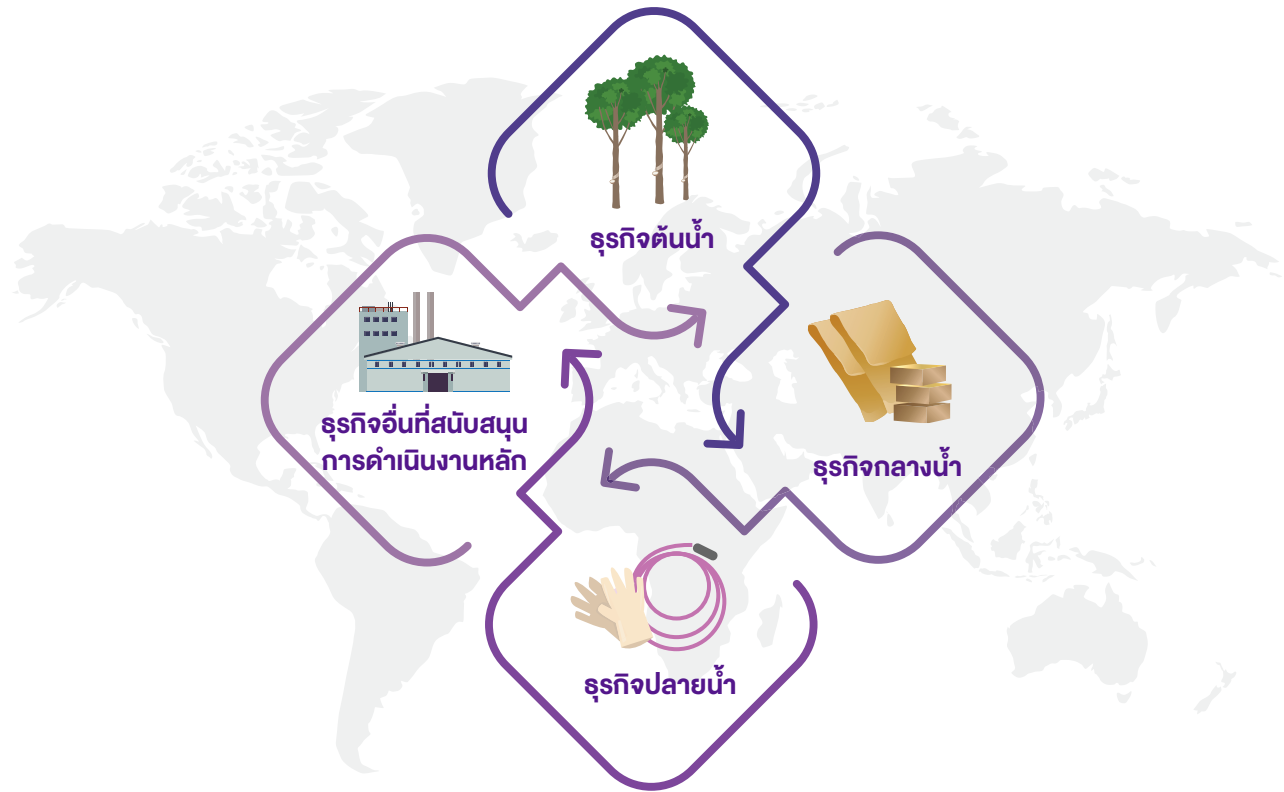 ธุรกิจต้นน้ำ
ธุรกิจอื่นที่สนับสนุน
การดำเนินงานหลัก
ธุรกิจกลางน้ำ
ธุรกิจปลายน้ำ